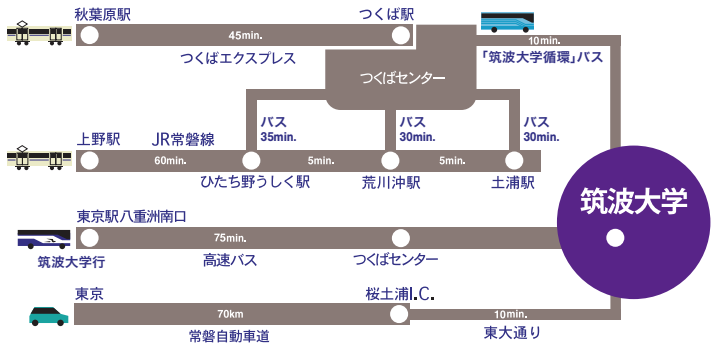 秋葉原駅
つくば駅
45min.
つくばエクスプレス
10min.
「筑波大学循環」バス
つくばセンター
バス
35min.
バス
30min.
バス
30min.
上野駅
JR常磐線
60min.
5min.
5min.
ひたち野うしく駅
荒川沖駅
土浦駅
筑波大学
東京駅八重洲南口
75min.
筑波大学行
高速バス
つくばセンター
東京
桜土浦I.C.
70km
10min.
常磐自動車道
東大通り